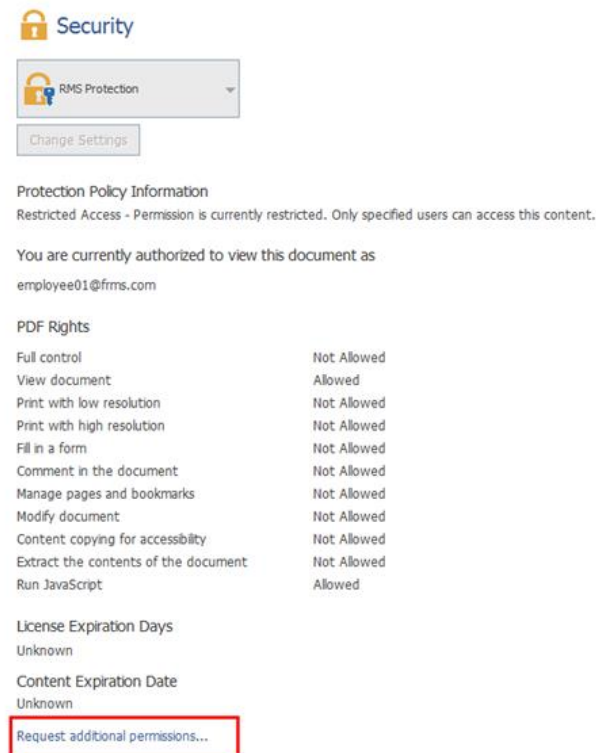 Security
RMS Protection
Change Settings
Protection Policy Information
Restricted Access - Permission is currently restricted. Only specified users can access this content.
You are currently authorized to view this document as
employee01@frms.com
PDF Rights
Full control Not Allowed
View document Allowed
Print with low resolution Not Allowed
Print with high resolution Not Allowed
Fill in a form Not Allowed
Comment in the document Not Allowed
Manage pages and bookmarks Not Allowed
Modify document Not Allowed
Content copying for accessibility Not Allowed
Extract the contents of the document Not Allowed
Run JavaScript Allowed
License Expiration Days
Unknown
Content Expiration Date
Unknown
Request additional permissions...